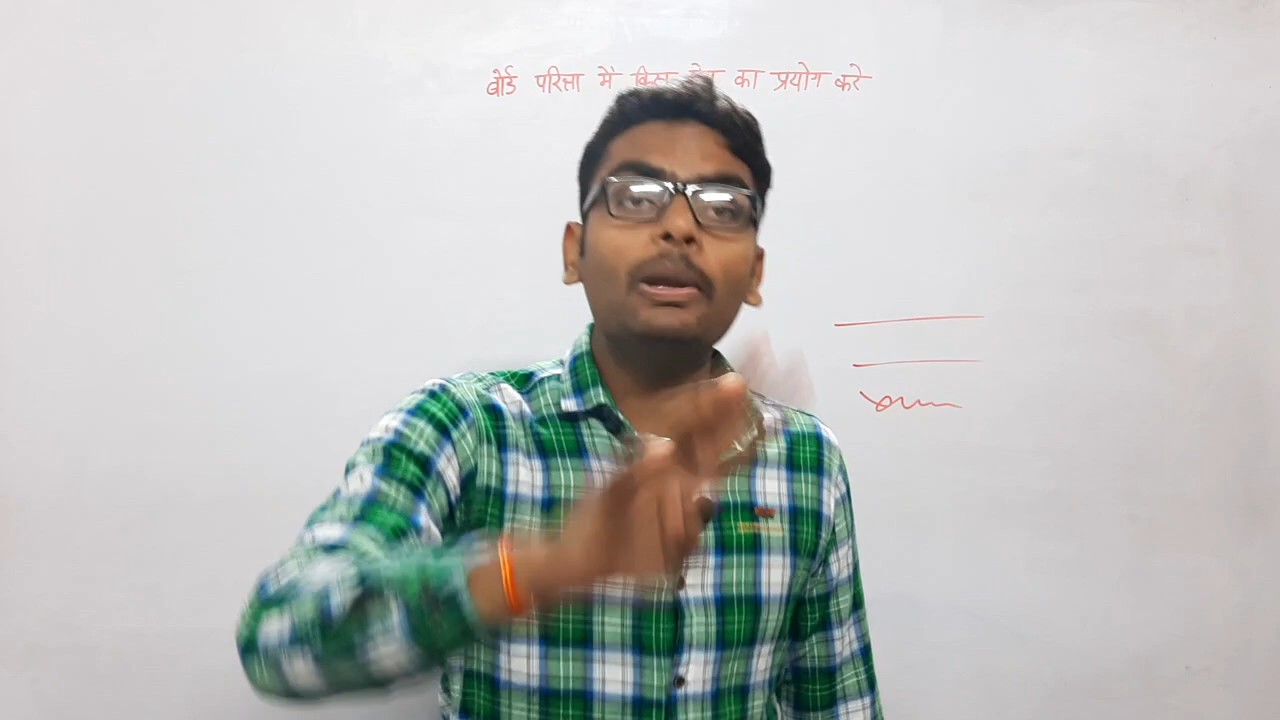 बोर्ड परिक्षा में किस का प्रयोग करे